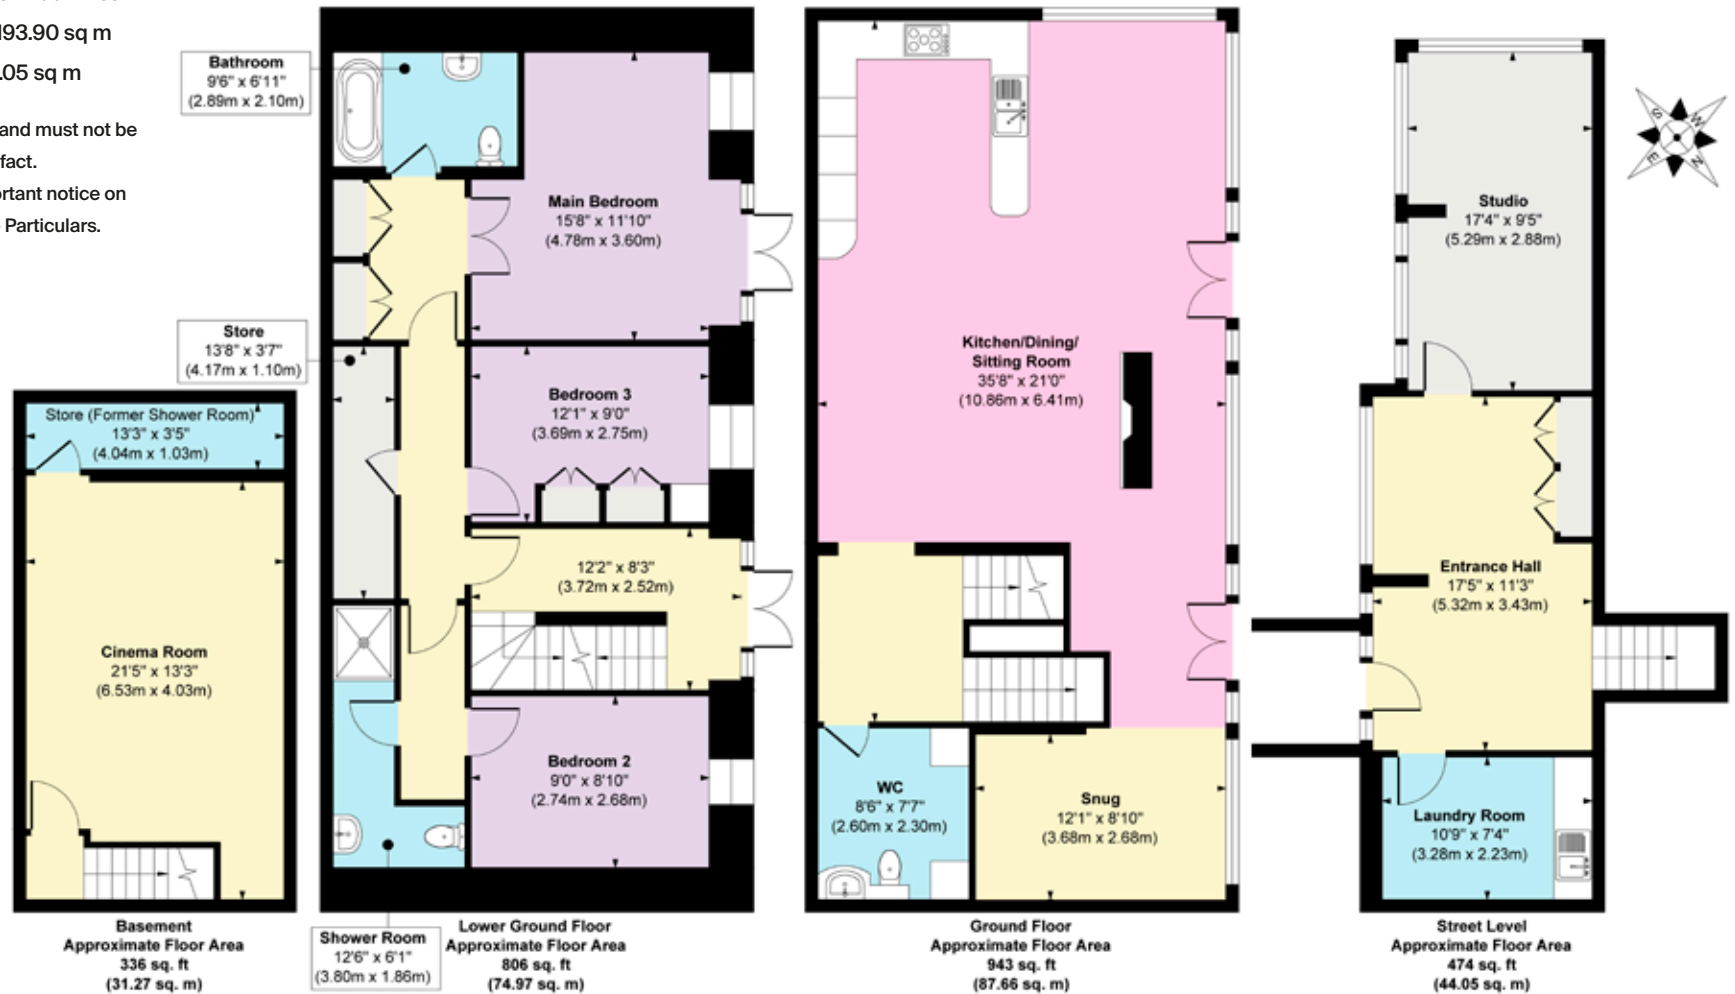 193.90 sq m
.05 sq m
and must not be
fact.
ortant notice on
Particulars.
Bathroom
9'6" x 6'11"
(2.89m x 2.10m)
Main Bedroom
15'8" x 11'10"
(4.78m x 3.60m)
Store
13'8" x 3'7"
(4.17m x 1.10m)
Bedroom 3
12'1" x 9'0"
(3.69m x 2.75m)
12'2" x 8'3"
(3.72m x 2.52m)
Bedroom 2
9'0" x 8'10"
(2.74m x 2.68m)
Shower Room
12'6" x 6'1"
(3.80m x 1.86m)
Lower Ground Floor
Approximate Floor Area
806 sq. ft
(74.97 sq. m)
Store (Former Shower Room)
13'3" x 3'5"
(4.04m x 1.03m)
Cinema Room
21'5" x 13'3"
(6.53m x 4.03m)
Basement
Approximate Floor Area
336 sq. ft
(31.27 sq. m)
Kitchen/Dining/
Sitting Room
35'8" x 21'0"
(10.86m x 6.41m)
WC
8'6" x 7'7"
(2.60m x 2.30m)
Snug
12'1" x 8'10"
(3.68m x 2.68m)
Ground Floor
Approximate Floor Area
943 sq. ft
(87.66 sq. m)
Studio
17'4" x 9'5"
(5.29m x 2.88m)
Entrance Hall
17'5" x 11'3"
(5.32m x 3.43m)
Laundry Room
10'9" x 7'4"
(3.28m x 2.23m)
Street Level
Approximate Floor Area
474 sq. ft
(44.05 sq. m)
S
W
E
N